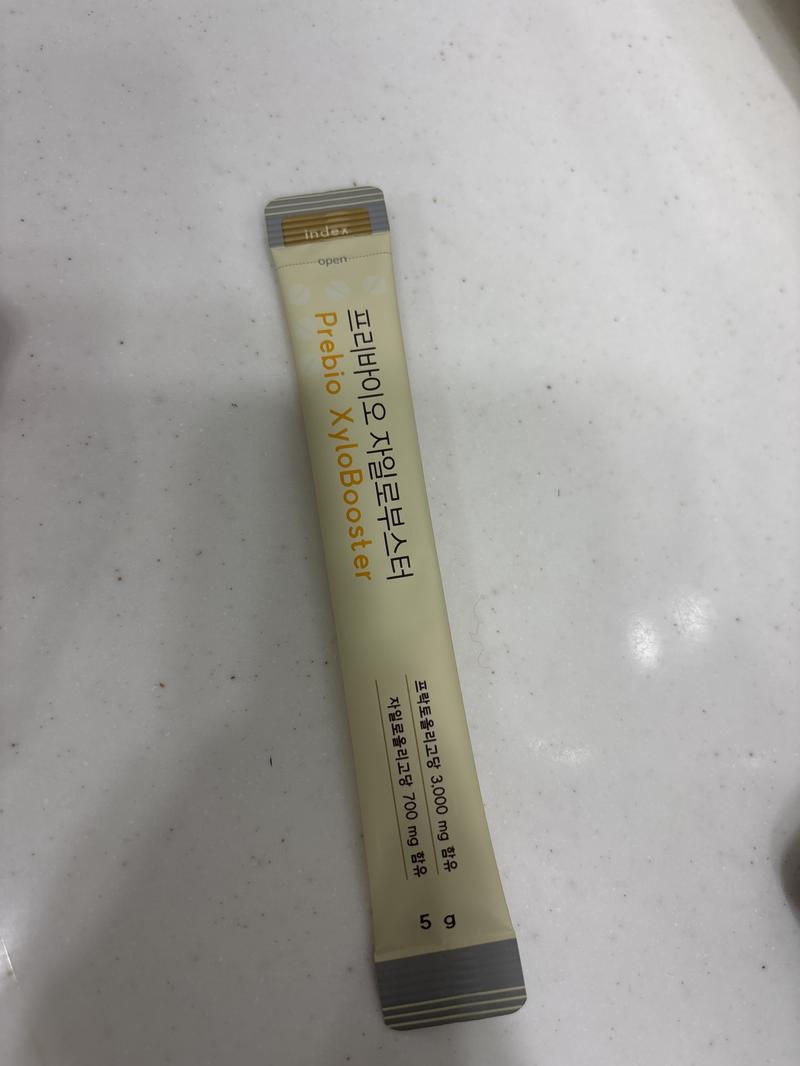 index
open
프리바이오 자일로부스터
Prebio XyloBooster
프락토올리고당 3,000 mg 함유
자일로올리고당 700 mg 함유
5 g